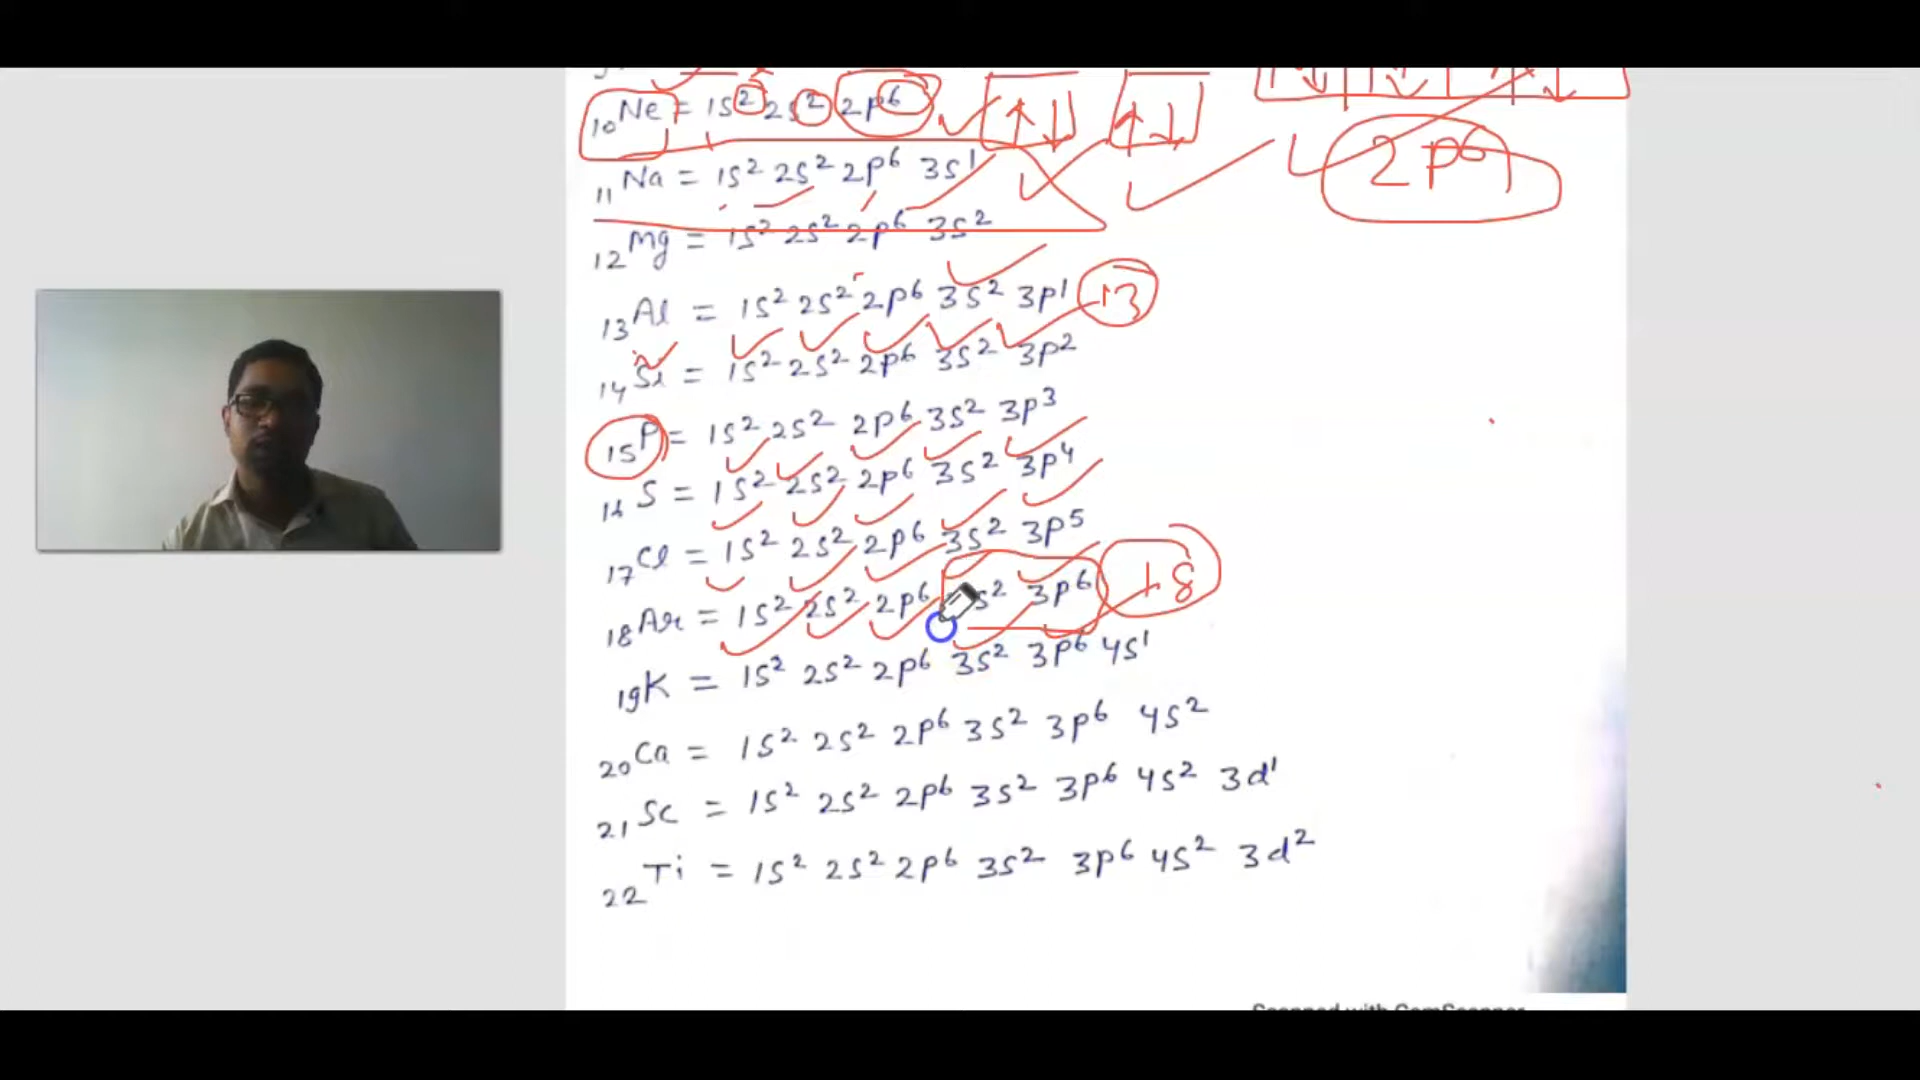 10Ne = 1s² 2s² 2p⁶ ↑↓ ↑↓ ↑↓ ↑↓ ↑↓
2p⁶
11Na = 1s² 2s² 2p⁶ 3s¹
12Mg = 1s² 2s² 2p⁶ 3s²
13Al = 1s² 2s² 2p⁶ 3s² 3p¹ 13
14Si = 1s² 2s² 2p⁶ 3s² 3p²
15P = 1s² 2s² 2p⁶ 3s² 3p³
16S = 1s² 2s² 2p⁶ 3s² 3p⁴
17Cl = 1s² 2s² 2p⁶ 3s² 3p⁵
18Ar = 1s² 2s² 2p⁶ s² 3p⁶ 18
19K = 1s² 2s² 2p⁶ 3s² 3p⁶ 4s¹
20Ca = 1s² 2s² 2p⁶ 3s² 3p⁶ 4s²
21Sc = 1s² 2s² 2p⁶ 3s² 3p⁶ 4s² 3d¹
22Ti = 1s² 2s² 2p⁶ 3s² 3p⁶ 4s² 3d²